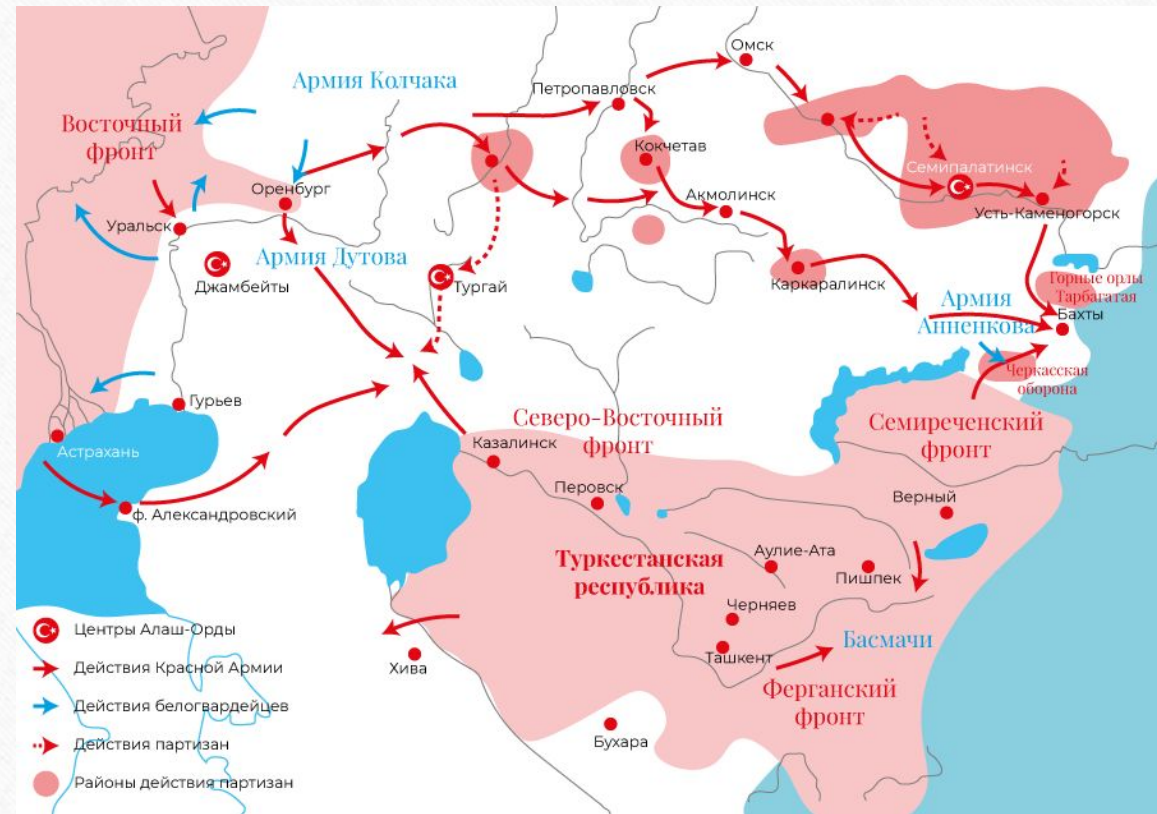 Омск
Армия Колчака
Петропавловск
Восточный
фронт
Кокчетав
Семипалатинск
Оренбург
Акмолинск
Усть-Каменогорск
Уральск
Армия Дутова
Джамбейты
Тургай
Каркаралинск
Горные орлы
Тарбагатая
Армия
Анненкова
Бахты
Черкасская
оборона
Гурьев
Северо-Восточный
фронт
Семиреченский
фронт
Астрахань
Казалинск
Перовск
Верный
ф. Александровский
Туркестанская
республика
Аулие-Ата
Пишпек
Черняев
Ташкент
Басмачи
Хива
Ферганский
фронт
Бухара
Центры Алаш-Орды
Действия Красной Армии
Действия белогвардейцев
Действия партизан
Районы действия партизан